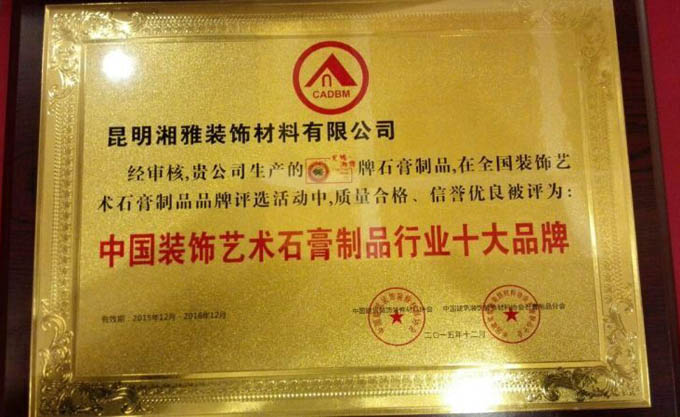 CADBM
昆明湘雅装饰材料有限公司
经审核,贵公司生产的 牌石膏制品,在全国装饰艺
术石膏制品品牌评选活动中,质量合格、信誉优良被评为:
中国装饰艺术石膏制品行业十大品牌
有效期:2015年12月-2016年12月
二〇一五年十二月